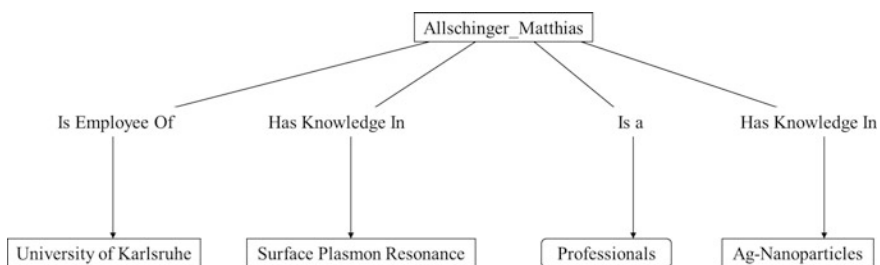 Allschinger_Matthias
Is Employee Of
Has Knowledge In
Is a
Has Knowledge In
University of Karlsruhe
Surface Plasmon Resonance
Professionals
Ag-Nanoparticles